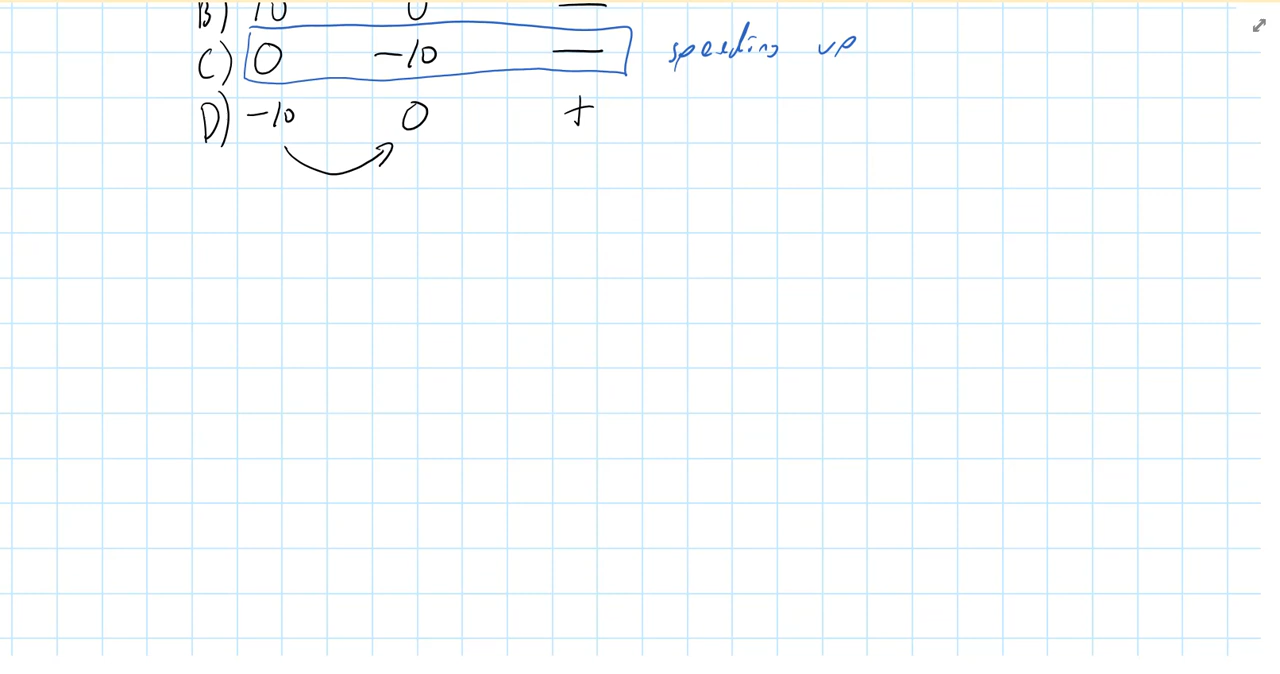 B) 10 0 —
C) 0 -10 — speeding up
D) -10 0 +